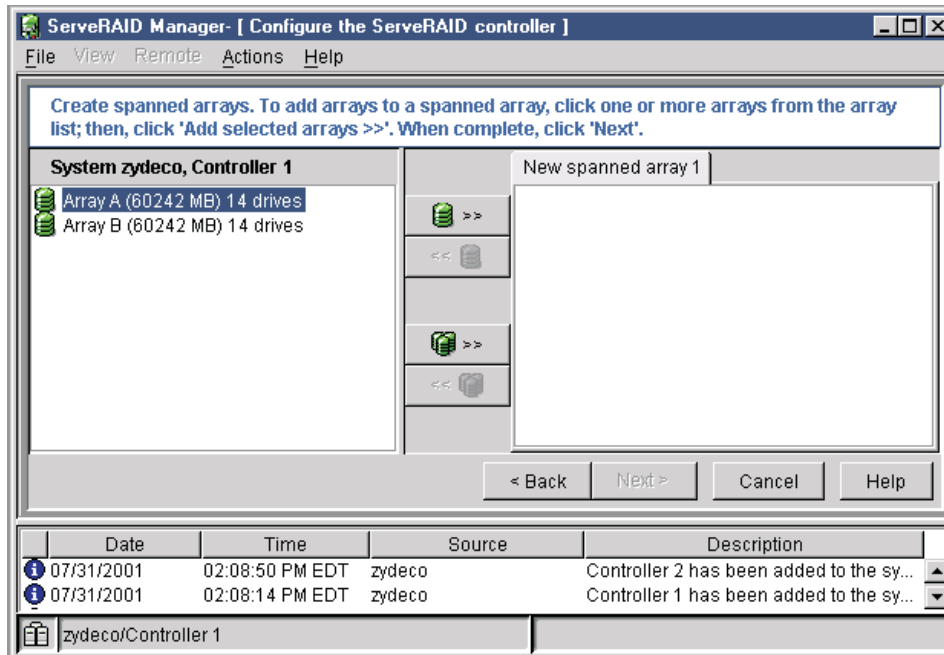 ServeRAID Manager- [ Configure the ServeRAID controller ]
File View Remote Actions Help
Create spanned arrays. To add arrays to a spanned array, click one or more arrays from the array
list; then, click 'Add selected arrays >>'. When complete, click 'Next'.
System zydeco, Controller 1
Array A (60242 MB) 14 drives
Array B (60242 MB) 14 drives
>>
<<
>>
<<
New spanned array 1
< Back Next > Cancel Help
Date Time Source Description
07/31/2001 02:08:50 PM EDT zydeco Controller 2 has been added to the sy...
07/31/2001 02:08:14 PM EDT zydeco Controller 1 has been added to the sy...
zydeco/Controller 1